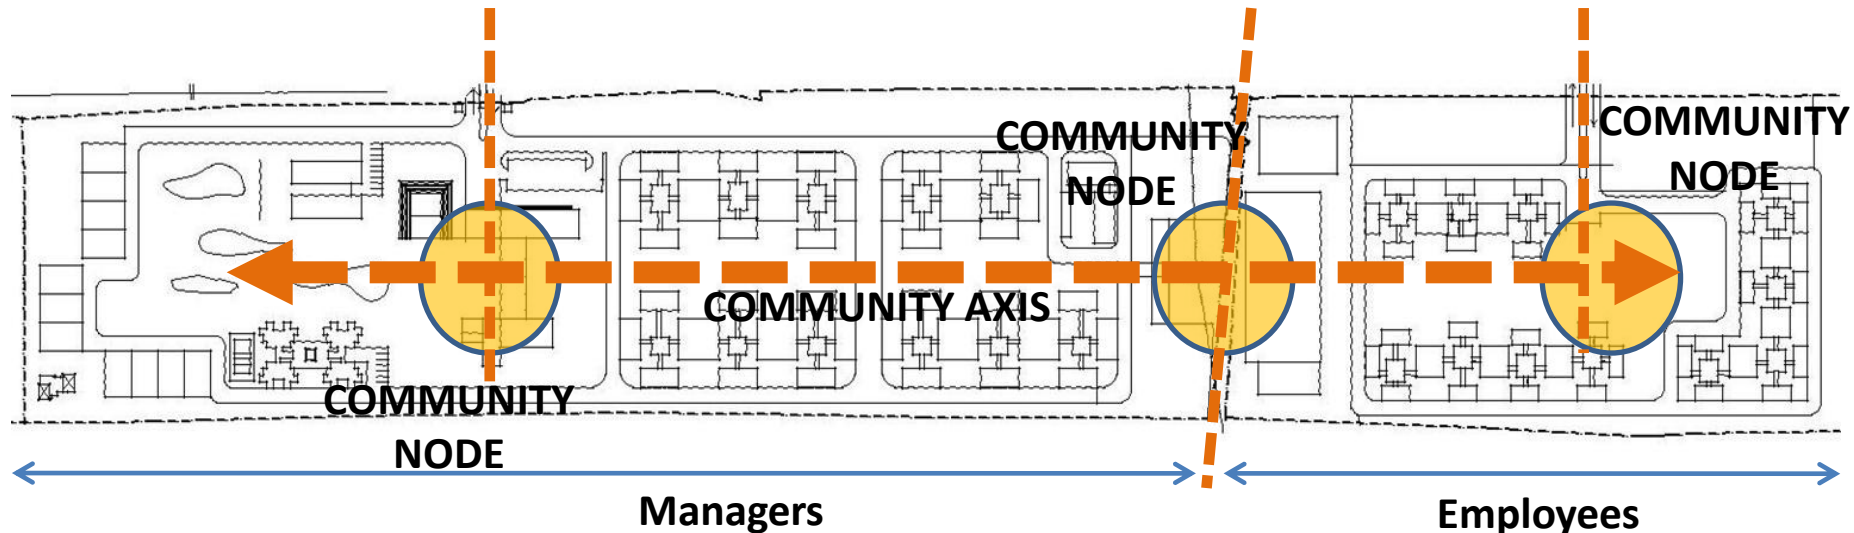 COMMUNITY
NODE
COMMUNITY
NODE
COMMUNITY AXIS
COMMUNITY
NODE
Managers
Employees